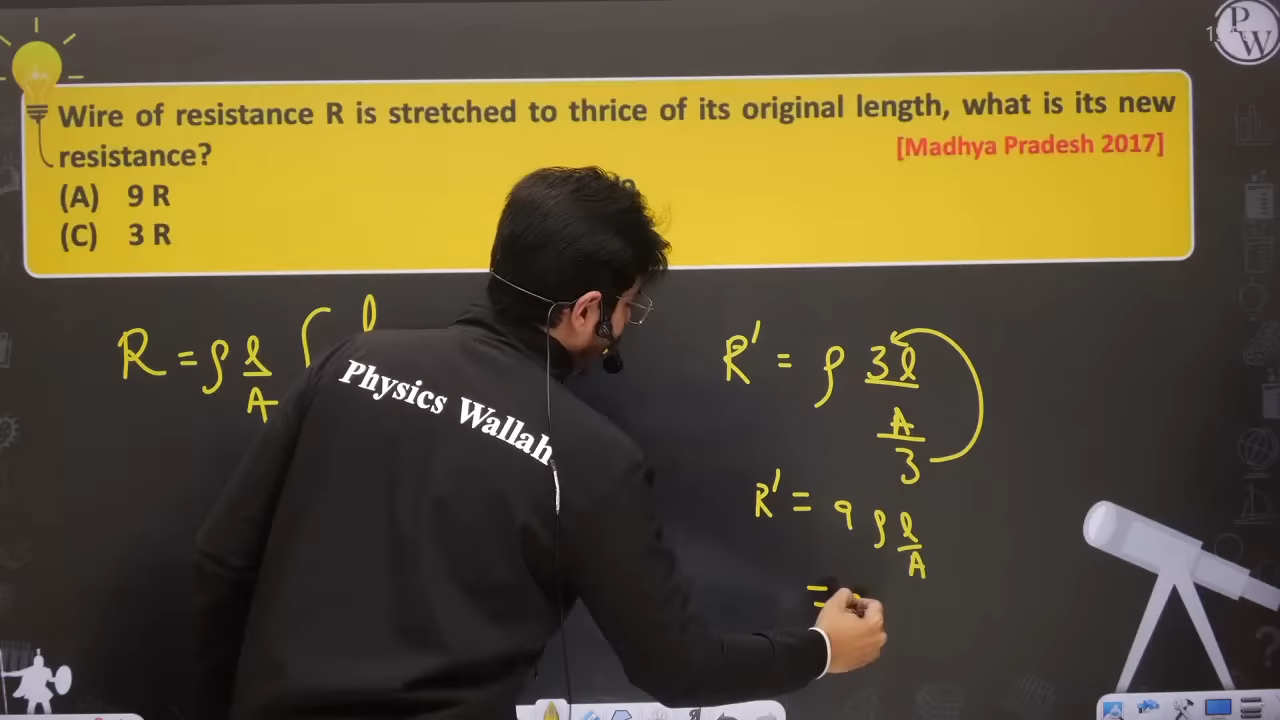 Wire of resistance R is stretched to thrice of its original length, what is its new
resistance?
[Madhya Pradesh 2017]
(A) 9 R
(C) 3 R
R = ρ l/A
l
R' = ρ 3l / A/3
R' = 9 ρ l/A
=
Physics Wallah
PW